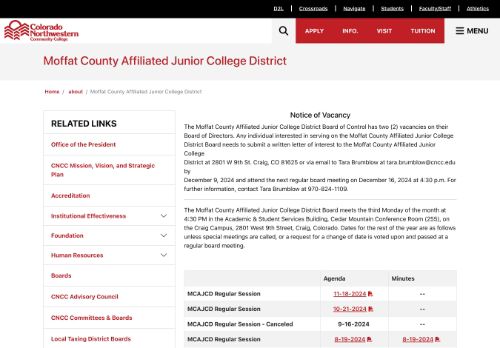 D2L | Crossroads | Navigate | Students | Faculty/Staff | Athletics
Colorado
Northwestern
Community College
APPLY INFO. VISIT TUITION MENU
Moffat County Affiliated Junior College District
Home / about / Moffat County Affiliated Junior College District
RELATED LINKS
Office of the President
CNCC Mission, Vision, and Strategic
Plan
Accreditation
Institutional Effectiveness
Foundation
Human Resources
Boards
CNCC Advisory Council
CNCC Committees & Boards
Local Taxing District Boards
Notice of Vacancy
The Moffat County Affiliated Junior College District Board of Control has two (2) vacancies on their
Board of Directors. Any individual interested in serving on the Moffat County Affiliated Junior College
District Board needs to submit a written letter of interest to the Moffat County Affiliated Junior
College
District at 2801 W 9th St. Craig, CO 81625 or via email to Tara Brumblow at tara.brumblow@cncc.edu
by
December 9, 2024 and attend the next regular board meeting on December 16, 2024 at 4:30 p.m. For
further information, contact Tara Brumblow at 970-824-1109.
The Moffat County Affiliated Junior College District Board meets the third Monday of the month at
4:30 PM in the Academic & Student Services Building, Cedar Mountain Conference Room (255), on
the Craig Campus, 2801 West 9th Street, Craig, Colorado. Dates for the rest of the year are as follows
unless special meetings are called, or a request for a change of date is voted upon and passed at a
regular board meeting.
Agenda Minutes
MCAJCD Regular Session 11-18-2024 --
MCAJCD Regular Session 10-21-2024 --
MCAJCD Regular Session - Canceled 9-16-2024 --
MCAJCD Regular Session 8-19-2024 8-19-2024